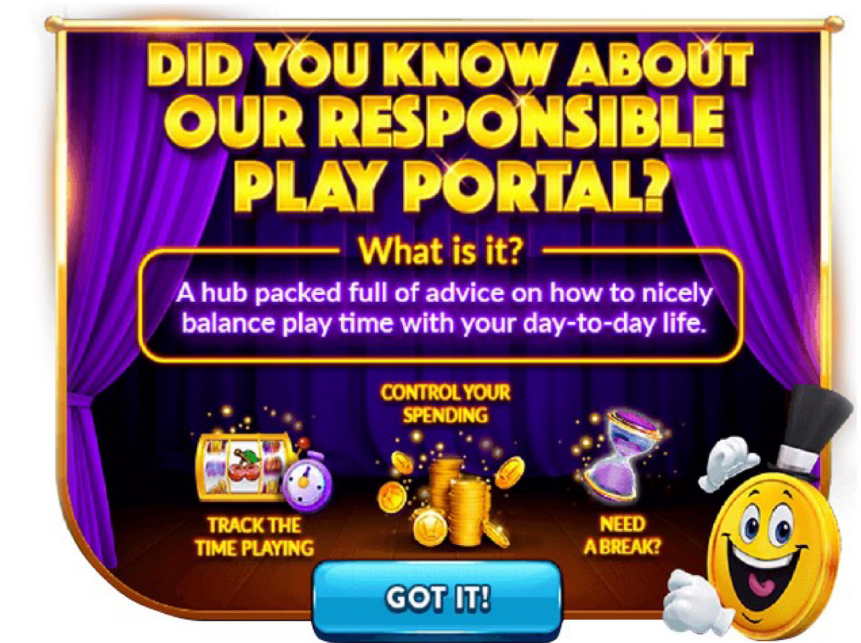 DID YOU KNOW ABOUT
OUR RESPONSIBLE
PLAY PORTAL?
What is it?
A hub packed full of advice on how to nicely
balance play time with your day-to-day life.
CONTROL YOUR
SPENDING
TRACK THE
TIME PLAYING
NEED
A BREAK?
GOT IT!